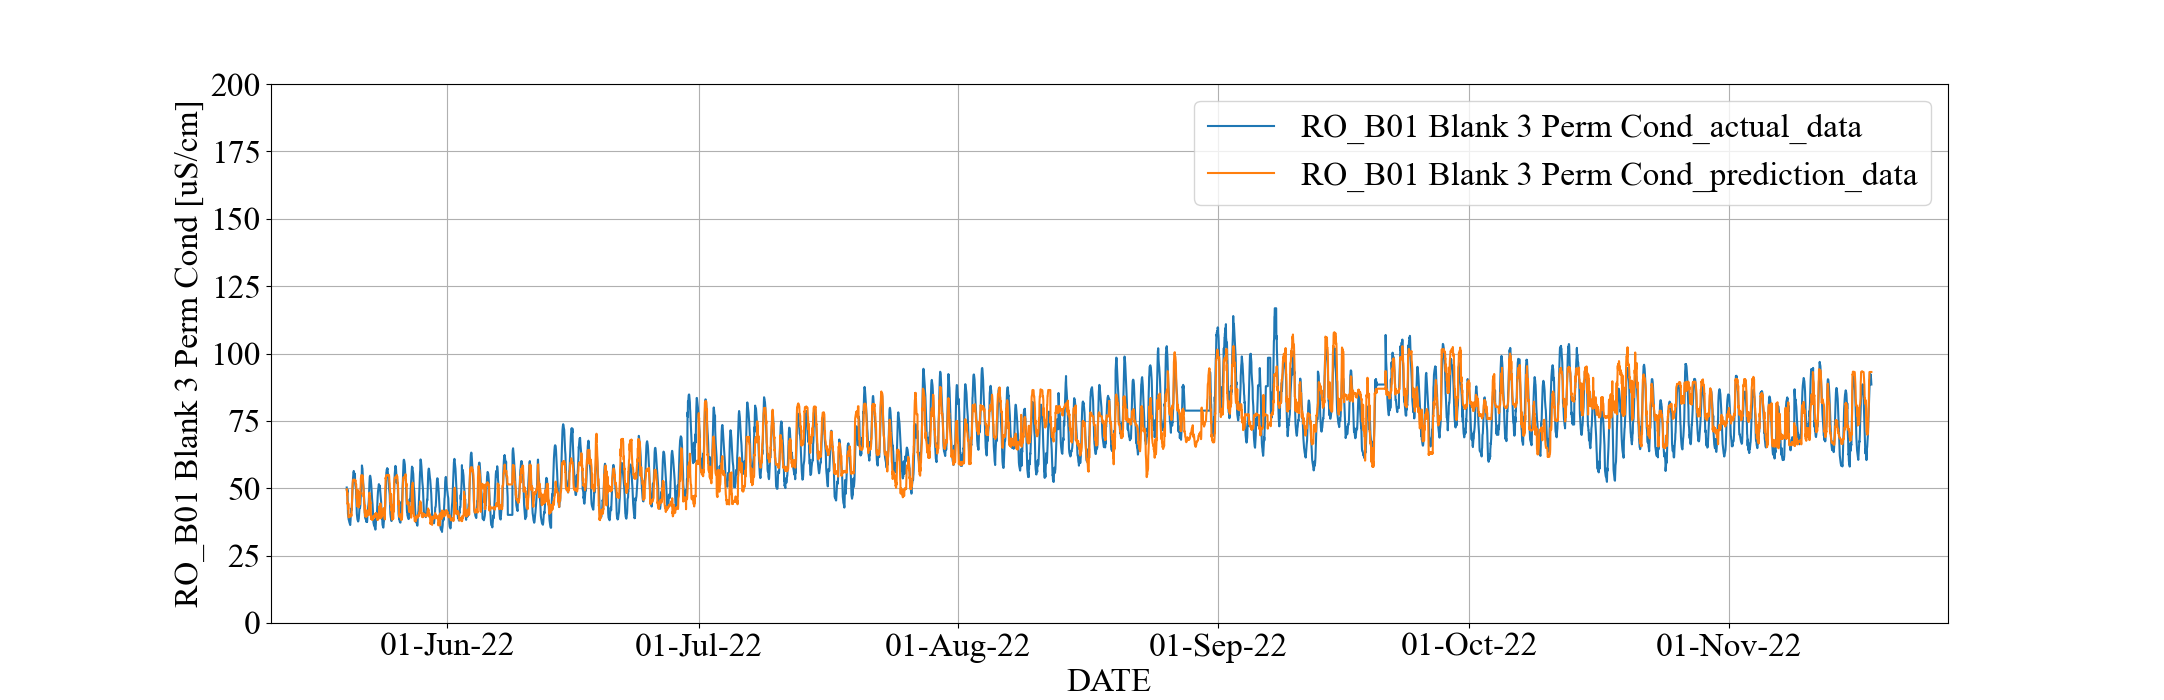 RO_B01 Blank 3 Perm Cond [uS/cm]
200
175
150
125
100
75
50
25
0
RO_B01 Blank 3 Perm Cond_actual_data
RO_B01 Blank 3 Perm Cond_prediction_data
01-Jun-22 01-Jul-22 01-Aug-22 01-Sep-22 01-Oct-22 01-Nov-22
DATE